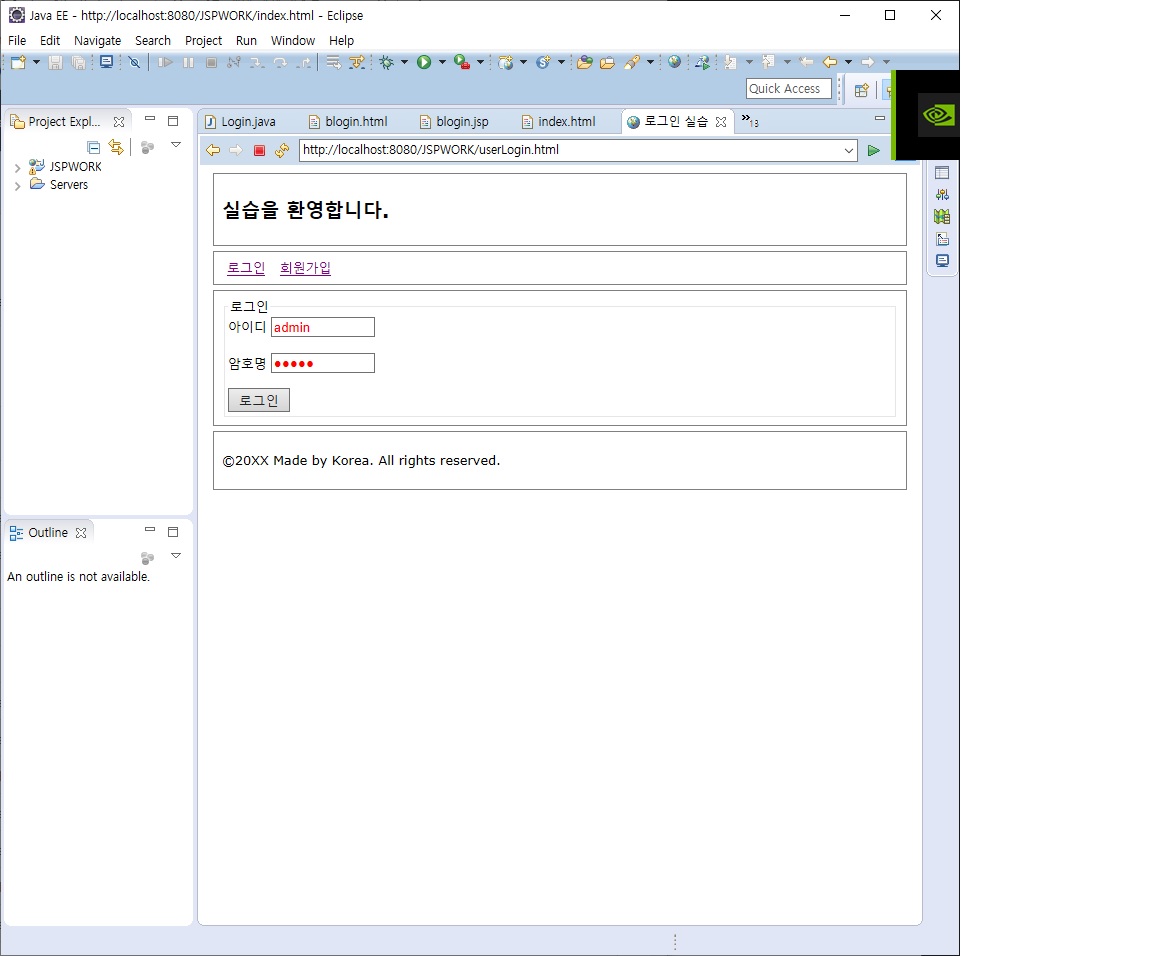 Java EE - http://localhost:8080/JSPWORK/index.html - Eclipse
File Edit Navigate Search Project Run Window Help
Quick Access
Project Expl...
Login.java blogin.html blogin.jsp index.html 로그인 실습 »13
http://localhost:8080/JSPWORK/userLogin.html
JSPWORK
Servers
실습을 환영합니다.
로그인 회원가입
로그인
아이디 admin
암호명 ●●●●●
로그인
©20XX Made by Korea. All rights reserved.
Outline
An outline is not available.